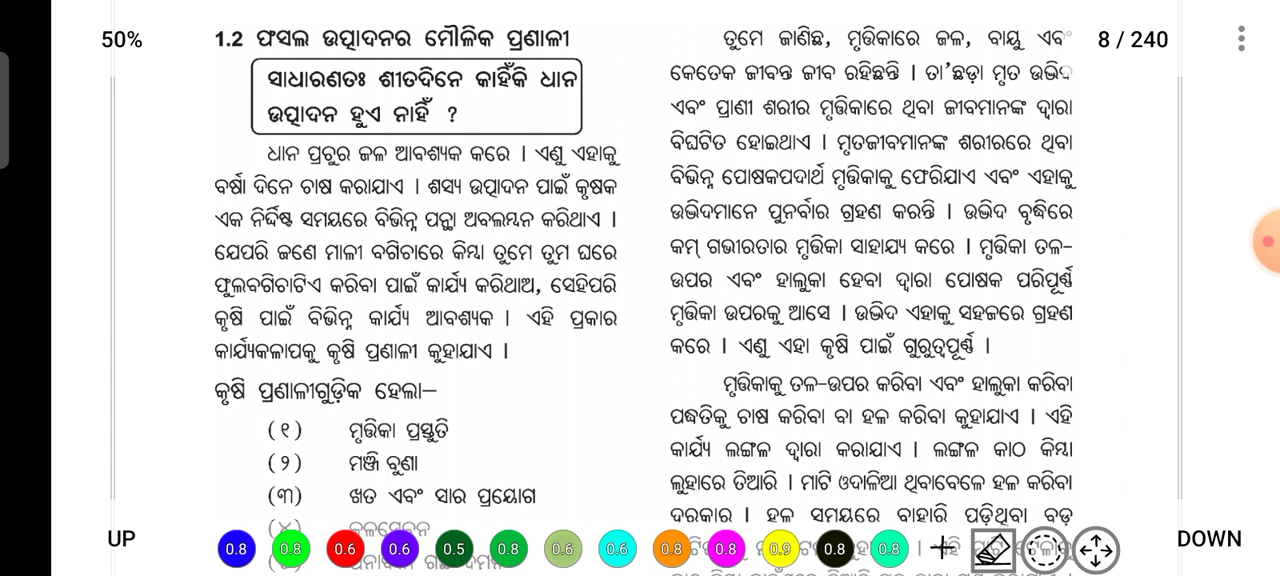 50%
8 / 240
1.2 ଫସଲ ଉତ୍ପାଦନର ମୌଳିକ ପ୍ରଣାଳୀ
ସାଧାରଣତଃ ଶୀତଦିନେ କାହିଁକି ଧାନ
ଉତ୍ପାଦନ ହୁଏ ନାହିଁ ?
ଧାନ ପ୍ରଚୁର ଜଳ ଆବଶ୍ୟକ କରେ । ଏଣୁ ଏହାକୁ
ବର୍ଷା ଦିନେ ଚାଷ କରାଯାଏ । ଶସ୍ୟ ଉତ୍ପାଦନ ପାଇଁ କୃଷକ
ଏକ ନିର୍ଦ୍ଦିଷ୍ଟ ସମୟରେ ବିଭିନ୍ନ ପନ୍ଥା ଅବଲମ୍ବନ କରିଥାଏ ।
ଯେପରି ଜଣେ ମାଳୀ ବଗିଚାରେ କିମ୍ବା ତୁମେ ତୁମ ଘରେ
ଫୁଲବଗିଚାଟିଏ କରିବା ପାଇଁ କାର୍ଯ୍ୟ କରିଥାଅ, ସେହିପରି
କୃଷି ପାଇଁ ବିଭିନ୍ନ କାର୍ଯ୍ୟ ଆବଶ୍ୟକ । ଏହି ପ୍ରକାର
କାର୍ଯ୍ୟକଳାପକୁ କୃଷି ପ୍ରଣାଳୀ କୁହାଯାଏ ।
କୃଷି ପ୍ରଣାଳୀଗୁଡ଼ିକ ହେଲା–
(୧) ମୃତ୍ତିକା ପ୍ରସ୍ତୁତି
(୨) ମଞ୍ଜି ବୁଣା
(୩) ଖତ ଏବଂ ସାର ପ୍ରୟୋଗ
(୪) ଜଳସେଚନ
ତୁମେ ଜାଣିଛ, ମୃତ୍ତିକାରେ ଜଳ, ବାୟୁ ଏବଂ
କେତେକ ଜୀବନ୍ତ ଜୀବ ରହିଛନ୍ତି । ତା'ଛଡ଼ା ମୃତ ଉଦ୍ଭିଦ
ଏବଂ ପ୍ରାଣୀ ଶରୀର ମୃତ୍ତିକାରେ ଥିବା ଜୀବମାନଙ୍କ ଦ୍ୱାରା
ବିଘଟିତ ହୋଇଥାଏ । ମୃତଜୀବମାନଙ୍କ ଶରୀରରେ ଥିବା
ବିଭିନ୍ନ ପୋଷକପଦାର୍ଥ ମୃତ୍ତିକାକୁ ଫେରିଯାଏ ଏବଂ ଏହାକୁ
ଉଦ୍ଭିଦମାନେ ପୁନର୍ବାର ଗ୍ରହଣ କରନ୍ତି । ଉଦ୍ଭିଦ ବୃଦ୍ଧିରେ
କମ୍ ଗଭୀରତାର ମୃତ୍ତିକା ସାହାଯ୍ୟ କରେ । ମୃତ୍ତିକା ତଳ-
ଉପର ଏବଂ ହାଲୁକା ହେବା ଦ୍ୱାରା ପୋଷକ ପରିପୂର୍ଣ୍ଣ
ମୃତ୍ତିକା ଉପରକୁ ଆସେ । ଉଦ୍ଭିଦ ଏହାକୁ ସହଜରେ ଗ୍ରହଣ
କରେ । ଏଣୁ ଏହା କୃଷି ପାଇଁ ଗୁରୁତ୍ୱପୂର୍ଣ୍ଣ ।
ମୃତ୍ତିକାକୁ ତଳ-ଉପର କରିବା ଏବଂ ହାଲୁକା କରିବା
ପଦ୍ଧତିକୁ ଚାଷ କରିବା ବା ହଳ କରିବା କୁହାଯାଏ । ଏହି
କାର୍ଯ୍ୟ ଲଙ୍ଗଳ ଦ୍ୱାରା କରାଯାଏ । ଲଙ୍ଗଳ କାଠ କିମ୍ବା
ଲୁହାରେ ତିଆରି । ମାଟି ଓଦାଳିଆ ଥିବାବେଳେ ହଳ କରିବା
ଦରକାର । ହଳ ସମୟରେ ବାହାରି ପଡ଼ିଥିବା ବଡ଼
UP
0.8 0.8 0.6 0.6 0.5 0.8 0.6 0.6 0.8 0.8 0.9 0.8 0.8
DOWN